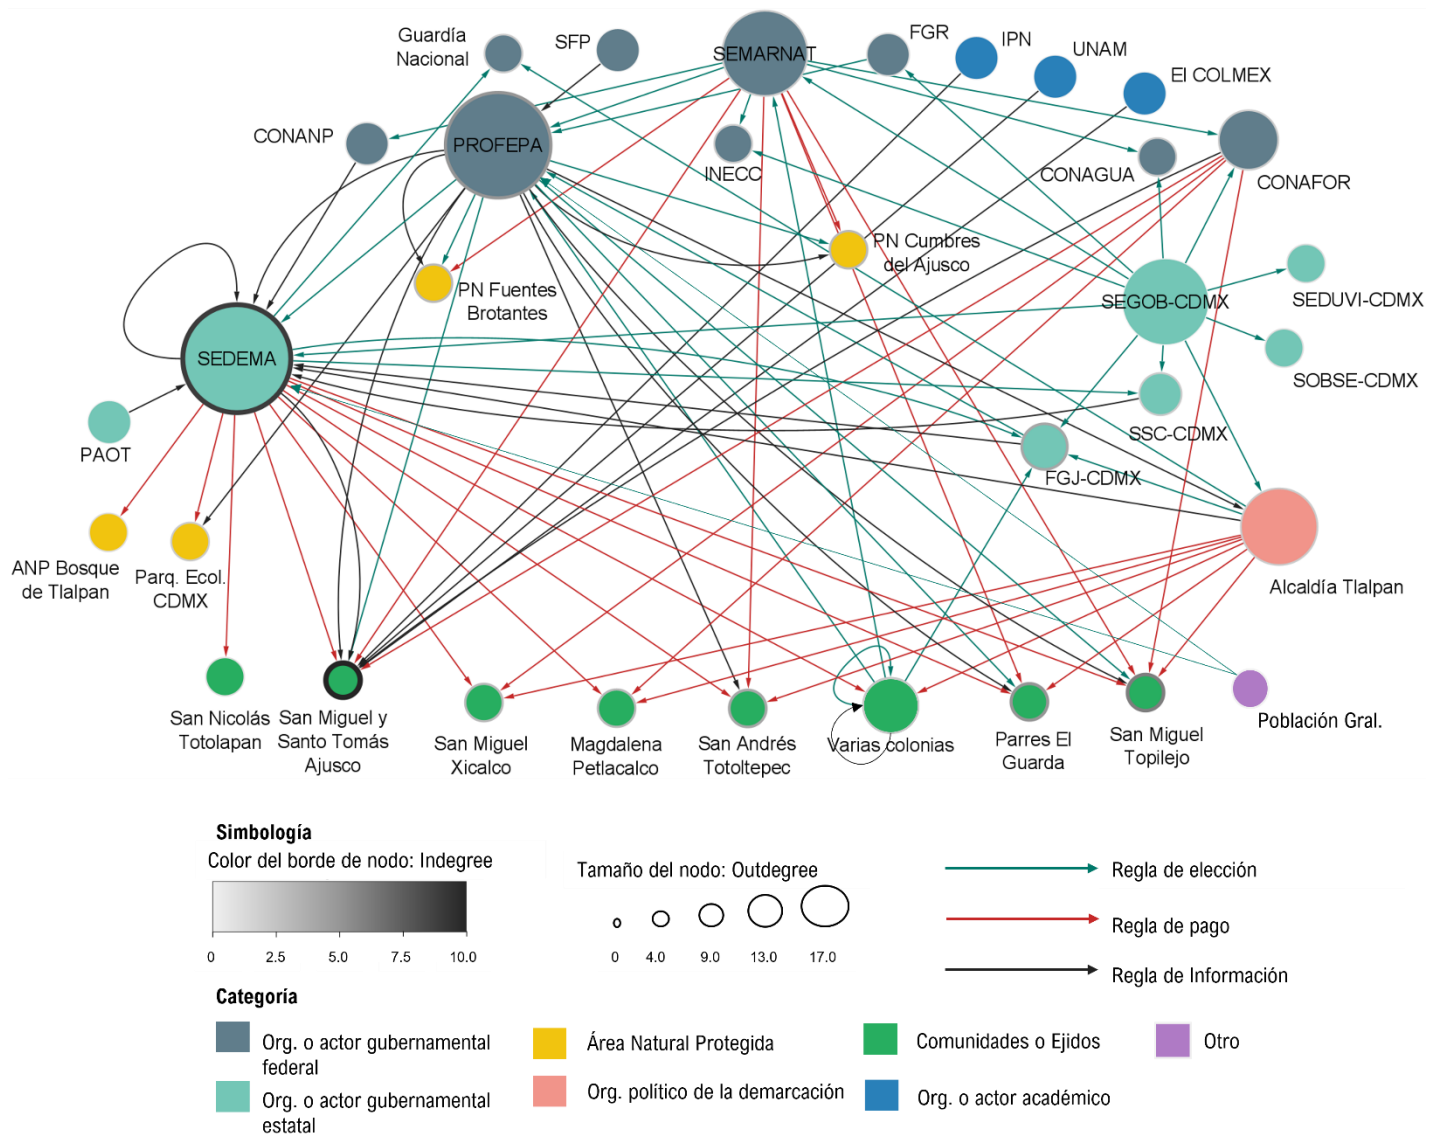 Guardía
Nacional
SFP
SEMARNAT
FGR
IPN
UNAM
El COLMEX
CONANP
PROFEPA
INECC
CONAGUA
CONAFOR
PN Cumbres
del Ajusco
PN Fuentes
Brotantes
SEGOB-CDMX
SEDUVI-CDMX
SEDEMA
SOBSE-CDMX
SSC-CDMX
PAOT
FGJ-CDMX
ANP Bosque
de Tlalpan
Parq. Ecol.
CDMX
Alcaldía Tlalpan
San Nicolás
Totolapan
San Miguel y
Santo Tomás
Ajusco
San Miguel
Xicalco
Magdalena
Petlacalco
San Andrés
Totoltepec
Varias colonias
Parres El
Guarda
San Miguel
Topilejo
Población Gral.
Simbología
Color del borde de nodo: Indegree
0 2.5 5.0 7.5 10.0
Tamaño del nodo: Outdegree
0 4.0 9.0 13.0 17.0
Regla de elección
Regla de pago
Regla de Información
Categoría
Org. o actor gubernamental
federal
Área Natural Protegida
Comunidades o Ejidos
Otro
Org. o actor gubernamental
estatal
Org. político de la demarcación
Org. o actor académico